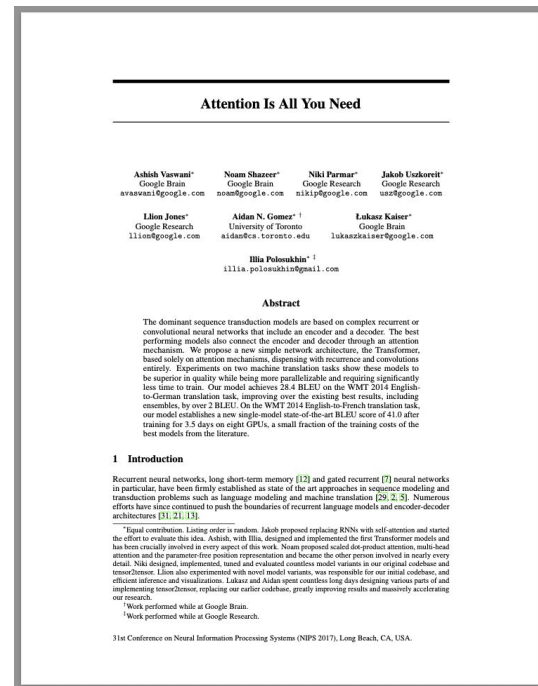 Attention Is All You Need
Ashish Vaswani* Noam Shazeer* Niki Parmar* Jakob Uszkoreit*
Google Brain Google Brain Google Research Google Research
avaswani@google.com noam@google.com nikip@google.com usz@google.com
Llion Jones* Aidan N. Gomez* † Łukasz Kaiser*
Google Research University of Toronto Google Brain
llion@google.com aidan@cs.toronto.edu lukaszkaiser@google.com
Illia Polosukhin* ‡
illia.polosukhin@gmail.com
Abstract
The dominant sequence transduction models are based on complex recurrent or
convolutional neural networks that include an encoder and a decoder. The best
performing models also connect the encoder and decoder through an attention
mechanism. We propose a new simple network architecture, the Transformer,
based solely on attention mechanisms, dispensing with recurrence and convolutions
entirely. Experiments on two machine translation tasks show these models to
be superior in quality while being more parallelizable and requiring significantly
less time to train. Our model achieves 28.4 BLEU on the WMT 2014 English-
to-German translation task, improving over the existing best results, including
ensembles, by over 2 BLEU. On the WMT 2014 English-to-French translation task,
our model establishes a new single-model state-of-the-art BLEU score of 41.0 after
training for 3.5 days on eight GPUs, a small fraction of the training costs of the
best models from the literature.
1 Introduction
Recurrent neural networks, long short-term memory [12] and gated recurrent [7] neural networks
in particular, have been firmly established as state of the art approaches in sequence modeling and
transduction problems such as language modeling and machine translation [29, 2, 5]. Numerous
efforts have since continued to push the boundaries of recurrent language models and encoder-decoder
architectures [31, 21, 13].
*Equal contribution. Listing order is random. Jakob proposed replacing RNNs with self-attention and started
the effort to evaluate this idea. Ashish, with Illia, designed and implemented the first Transformer models and
has been crucially involved in every aspect of this work. Noam proposed scaled dot-product attention, multi-head
attention and the parameter-free position representation and became the other person involved in nearly every
detail. Niki designed, implemented, tuned and evaluated countless model variants in our original codebase and
tensor2tensor. Llion also experimented with novel model variants, was responsible for our initial codebase, and
efficient inference and visualizations. Lukasz and Aidan spent countless long days designing various parts of and
implementing tensor2tensor, replacing our earlier codebase, greatly improving results and massively accelerating
our research.
†Work performed while at Google Brain.
‡Work performed while at Google Research.
31st Conference on Neural Information Processing Systems (NIPS 2017), Long Beach, CA, USA.